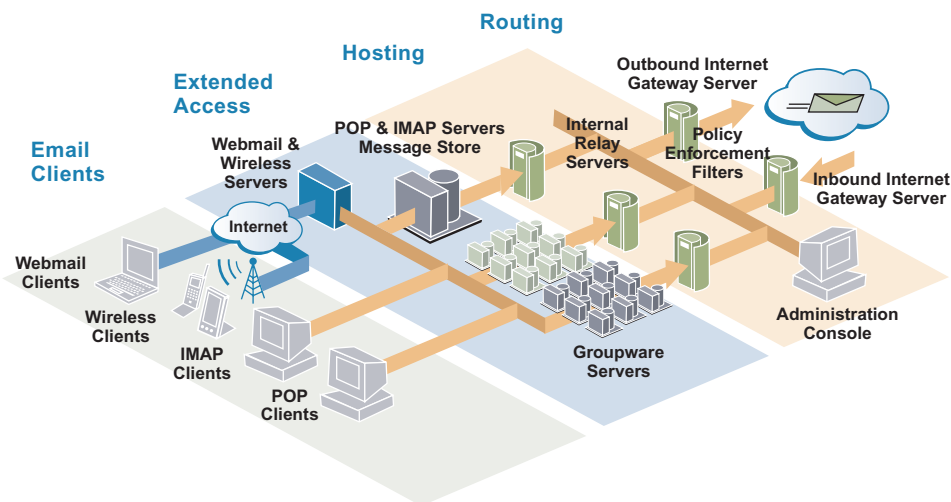 Routing
Hosting
Extended
Access
Email
Clients
Outbound Internet
Gateway Server
POP & IMAP Servers
Message Store
Internal
Relay
Servers
Policy
Enforcement
Filters
Webmail &
Wireless
Servers
Inbound Internet
Gateway Server
Internet
Webmail
Clients
Wireless
Clients
IMAP
Clients
POP
Clients
Groupware
Servers
Administration
Console